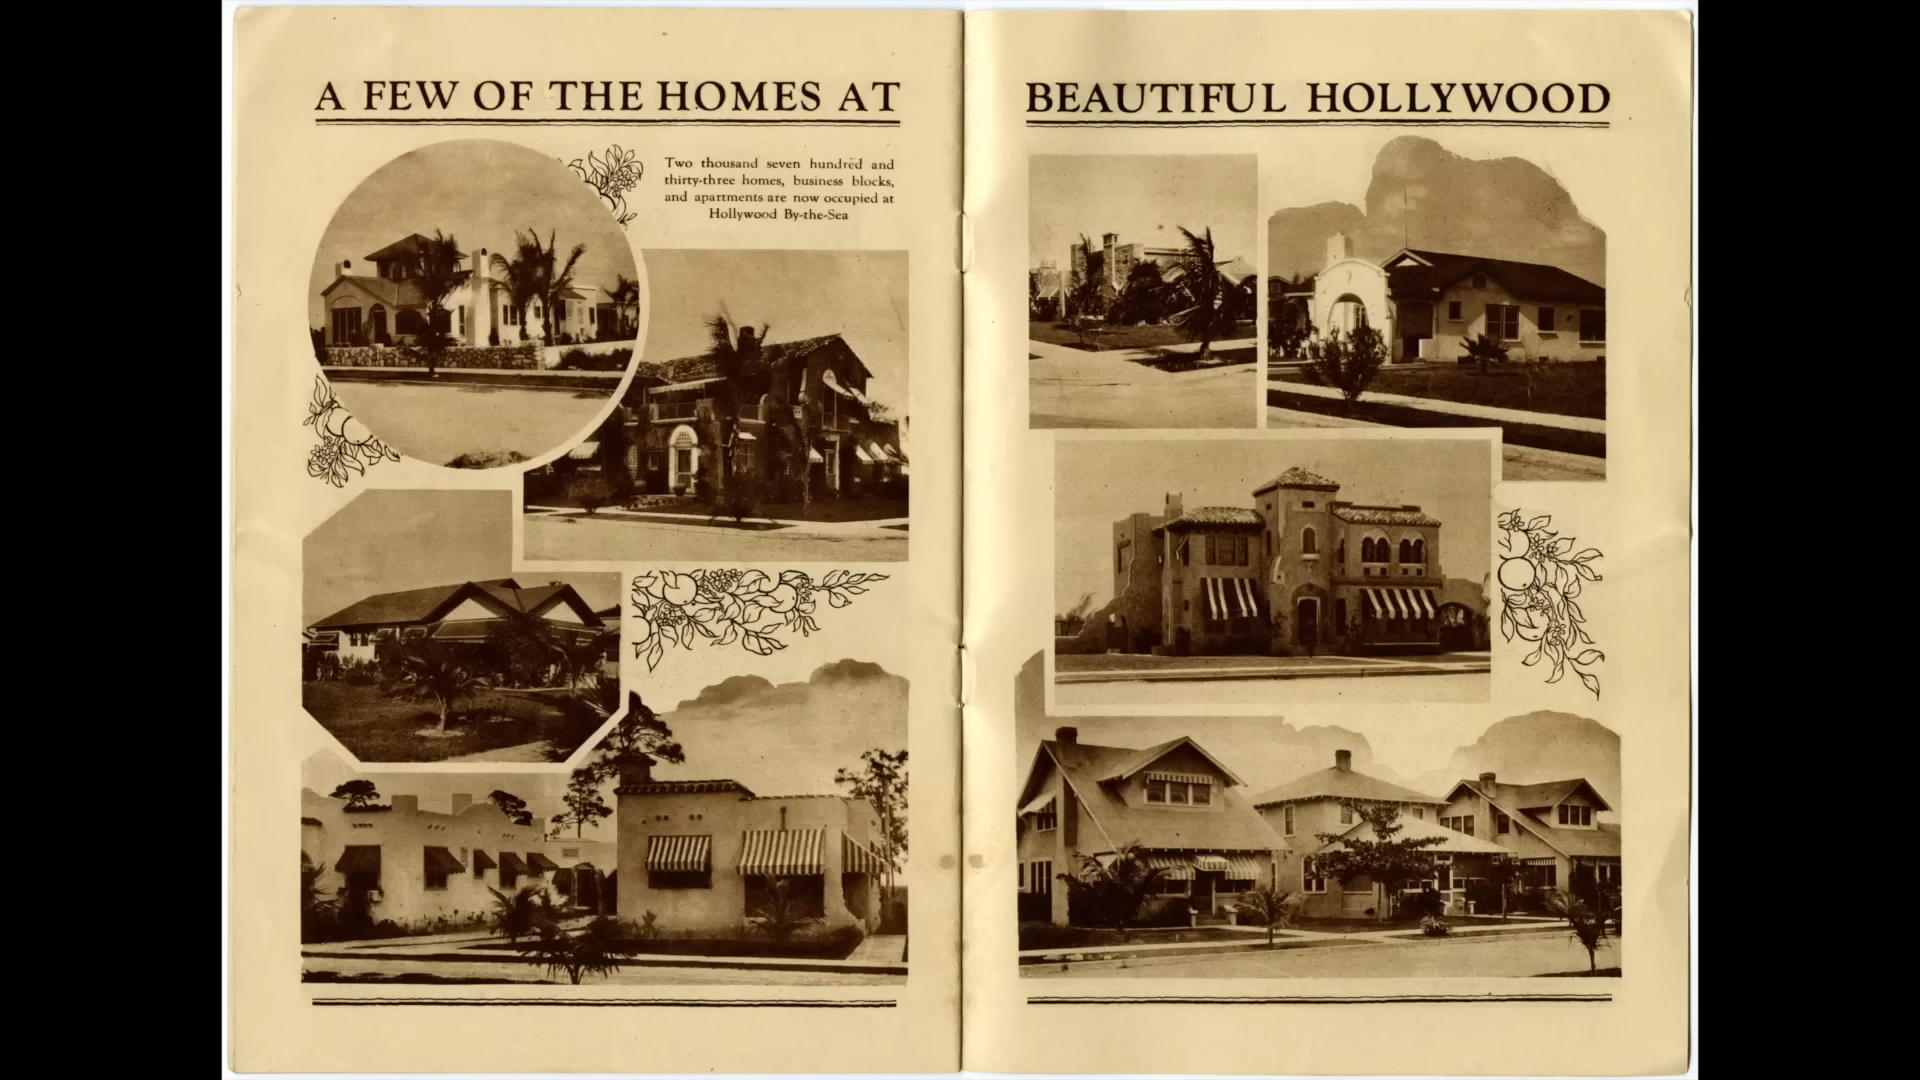 A FEW OF THE HOMES AT BEAUTIFUL HOLLYWOOD
Two thousand seven hundred and
thirty-three homes, business blocks,
and apartments are now occupied at
Hollywood By-the-Sea